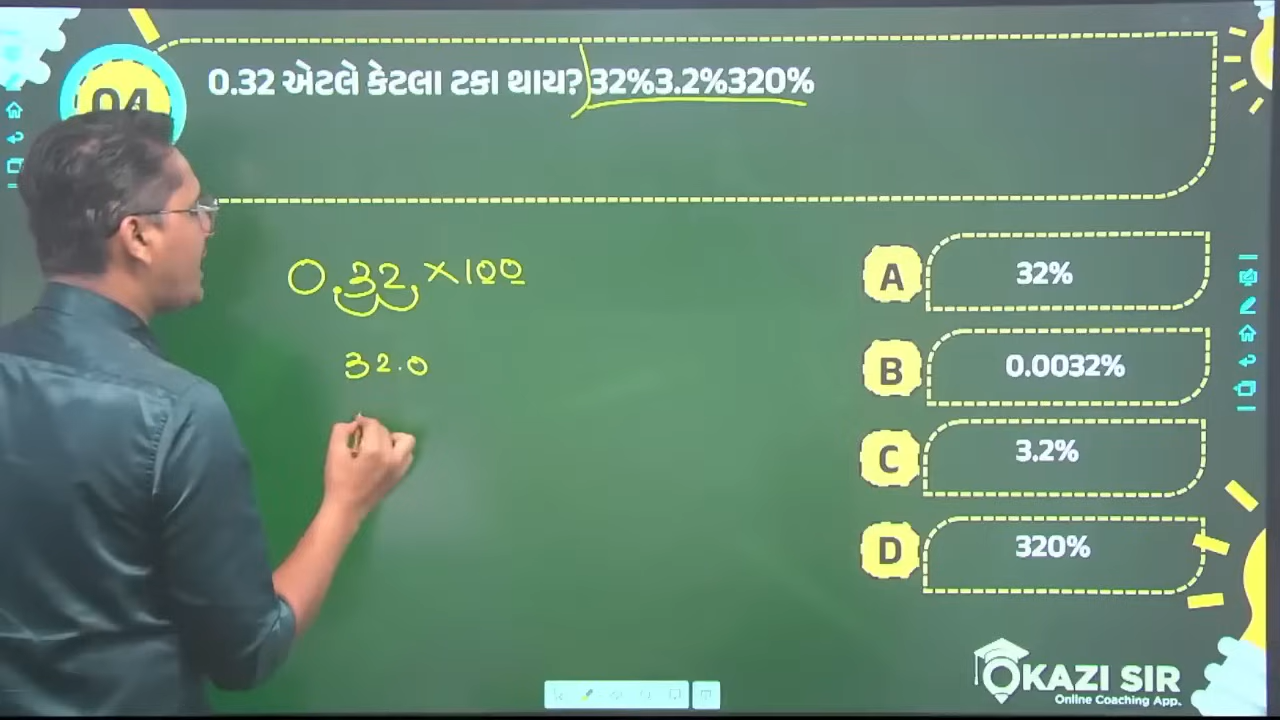 04
0.32 એટલે કેટલા ટકા થાય? 32%3.2%320%
0.32 × 100
32.0
A 32%
B 0.0032%
C 3.2%
D 320%
KAZI SIR
Online Coaching App.